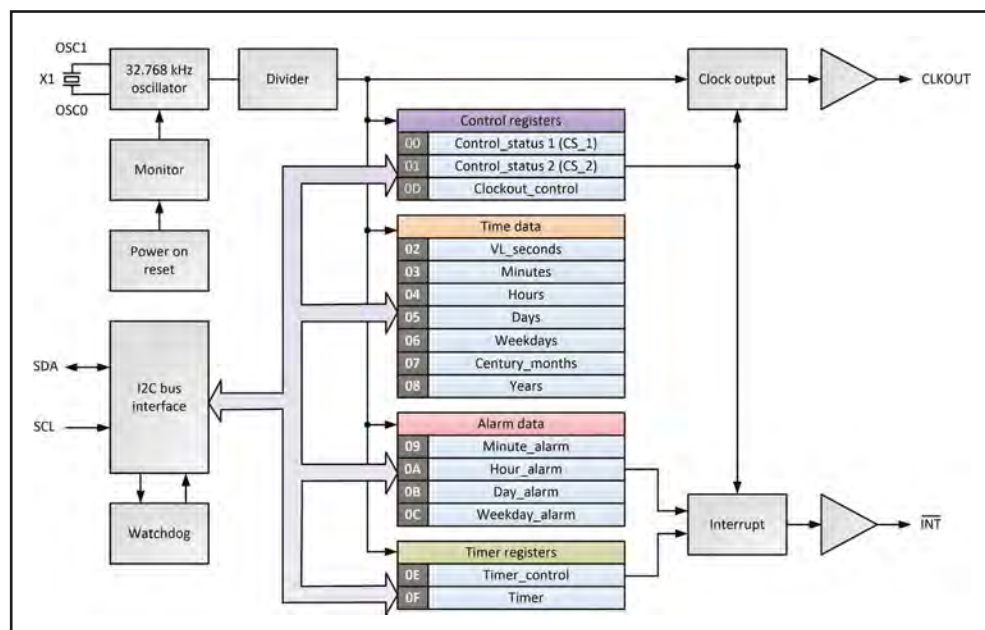 OSC1
X1
OSC0
32.768 kHz
oscillator
Divider
Clock output
CLKOUT
Monitor
Power on
reset
Control registers
00 Control_status 1 (CS_1)
01 Control_status 2 (CS_2)
0D Clockout_control
Time data
02 VL_seconds
03 Minutes
04 Hours
05 Days
06 Weekdays
07 Century_months
08 Years
SDA
SCL
I2C bus
interface
Watchdog
Alarm data
09 Minute_alarm
0A Hour_alarm
0B Day_alarm
0C Weekday_alarm
Interrupt
INT
Timer registers
0E Timer_control
0F Timer